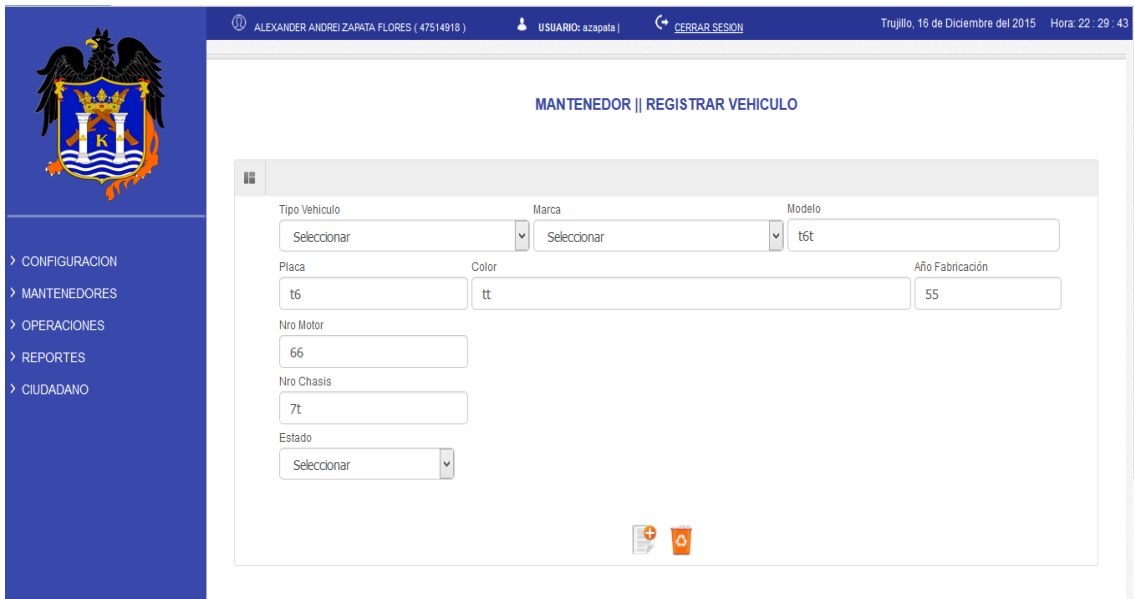 ALEXANDER ANDREI ZAPATA FLORES ( 47514918 ) USUARIO: azapata | CERRAR SESION Trujillo, 16 de Diciembre del 2015 Hora: 22 : 29 : 43
K
> CONFIGURACION
> MANTENEDORES
> OPERACIONES
> REPORTES
> CIUDADANO
MANTENEDOR || REGISTRAR VEHICULO
Tipo Vehiculo Marca Modelo
Seleccionar Seleccionar t6t
Placa Color Año Fabricación
t6 tt 55
Nro Motor
66
Nro Chasis
7t
Estado
Seleccionar